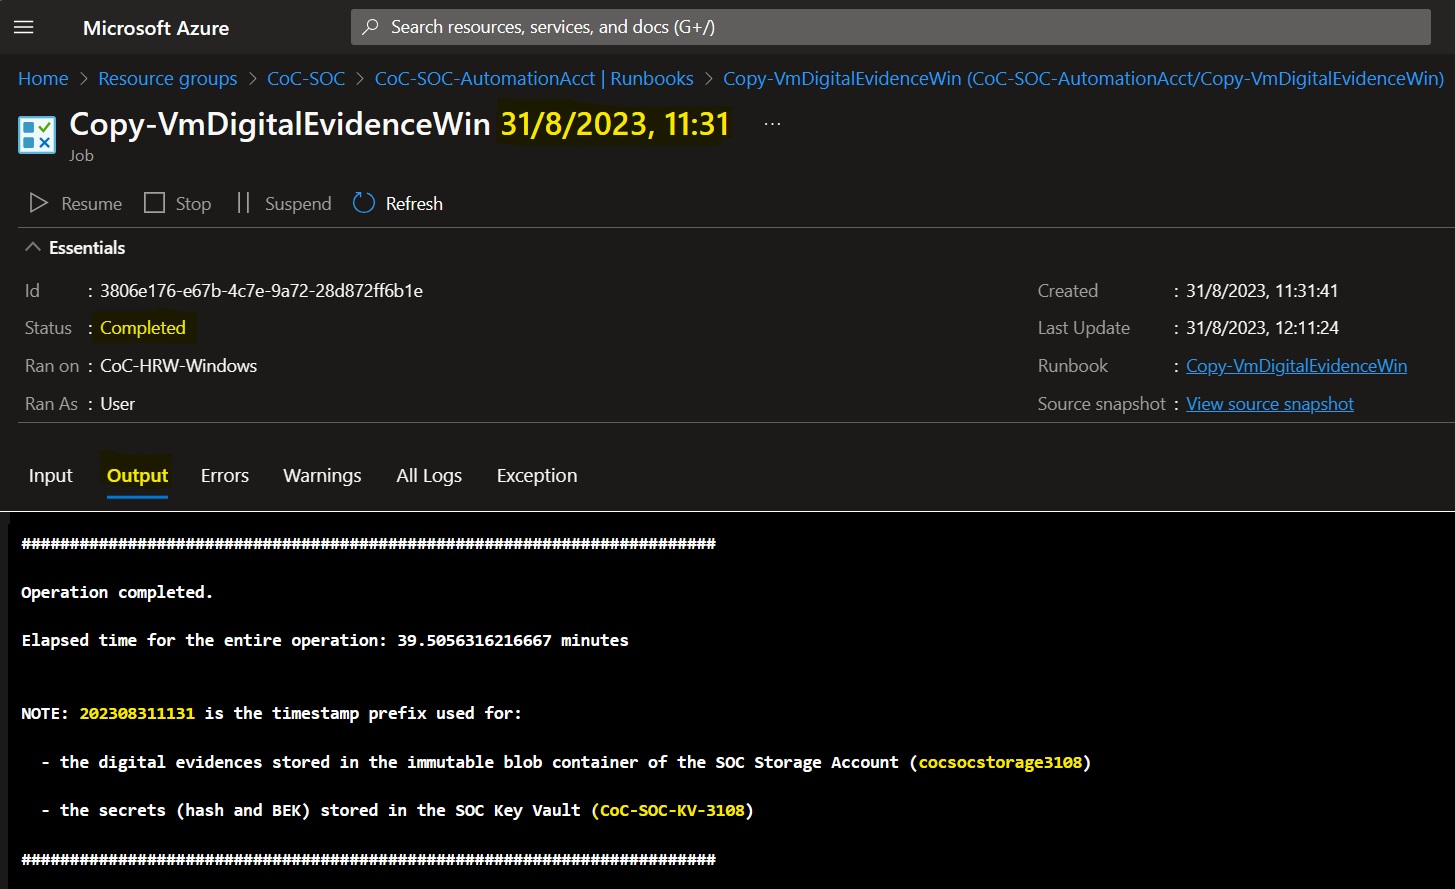 Microsoft Azure
Search resources, services, and docs (G+/)
Home > Resource groups > CoC-SOC > CoC-SOC-AutomationAcct | Runbooks > Copy-VmDigitalEvidenceWin (CoC-SOC-AutomationAcct/Copy-VmDigitalEvidenceWin)
Copy-VmDigitalEvidenceWin 31/8/2023, 11:31 ...
Job
Resume Stop Suspend Refresh
Essentials
Id : 3806e176-e67b-4c7e-9a72-28d872ff6b1e
Status : Completed
Ran on : CoC-HRW-Windows
Ran As : User
Created : 31/8/2023, 11:31:41
Last Update : 31/8/2023, 12:11:24
Runbook : Copy-VmDigitalEvidenceWin
Source snapshot : View source snapshot
Input Output Errors Warnings All Logs Exception
########################################################################
Operation completed.
Elapsed time for the entire operation: 39.5056316216667 minutes
NOTE: 202308311131 is the timestamp prefix used for:
- the digital evidences stored in the immutable blob container of the SOC Storage Account (cocsocstorage3108)
- the secrets (hash and BEK) stored in the SOC Key Vault (CoC-SOC-KV-3108)
########################################################################